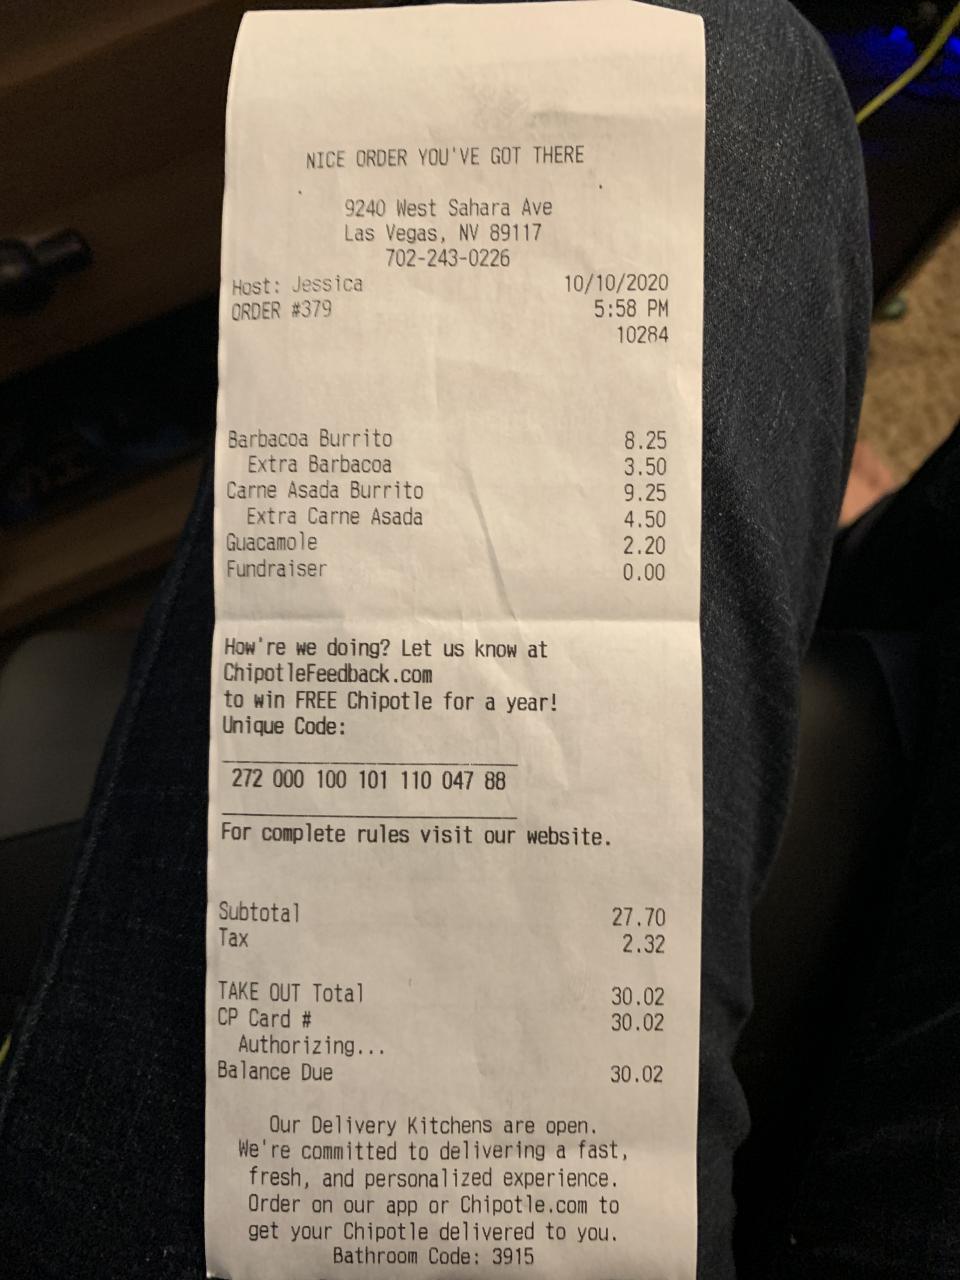 NICE ORDER YOU'VE GOT THERE
9240 West Sahara Ave
Las Vegas, NV 89117
702-243-0226
Host: Jessica 10/10/2020
ORDER #379 5:58 PM
10284
Barbacoa Burrito 8.25
Extra Barbacoa 3.50
Carne Asada Burrito 9.25
Extra Carne Asada 4.50
Guacamole 2.20
Fundraiser 0.00
How're we doing? Let us know at
ChipotleFeedback.com
to win FREE Chipotle for a year!
Unique Code:
272 000 100 101 110 047 88
For complete rules visit our website.
Subtotal 27.70
Tax 2.32
TAKE OUT Total 30.02
CP Card # 30.02
Authorizing...
Balance Due 30.02
Our Delivery Kitchens are open.
We're committed to delivering a fast,
fresh, and personalized experience.
Order on our app or Chipotle.com to
get your Chipotle delivered to you.
Bathroom Code: 3915